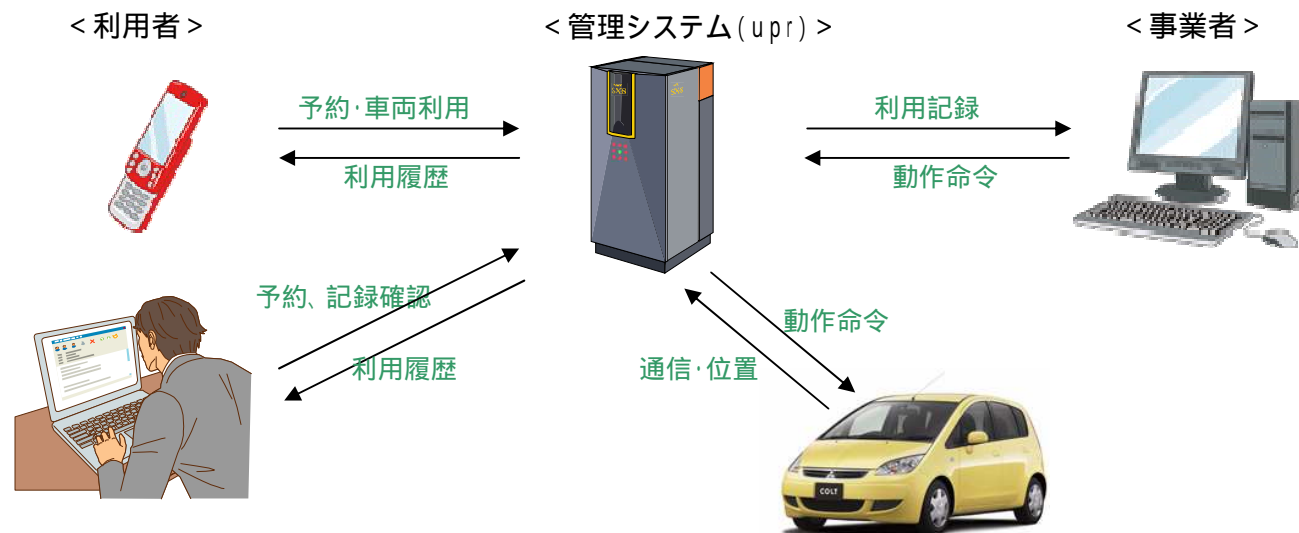 <利用者>
<管理システム(upr)>
<事業者>
予約･車両利用
利用履歴
利用記録
動作命令
予約、記録確認
利用履歴
動作命令
通信･位置
COLT